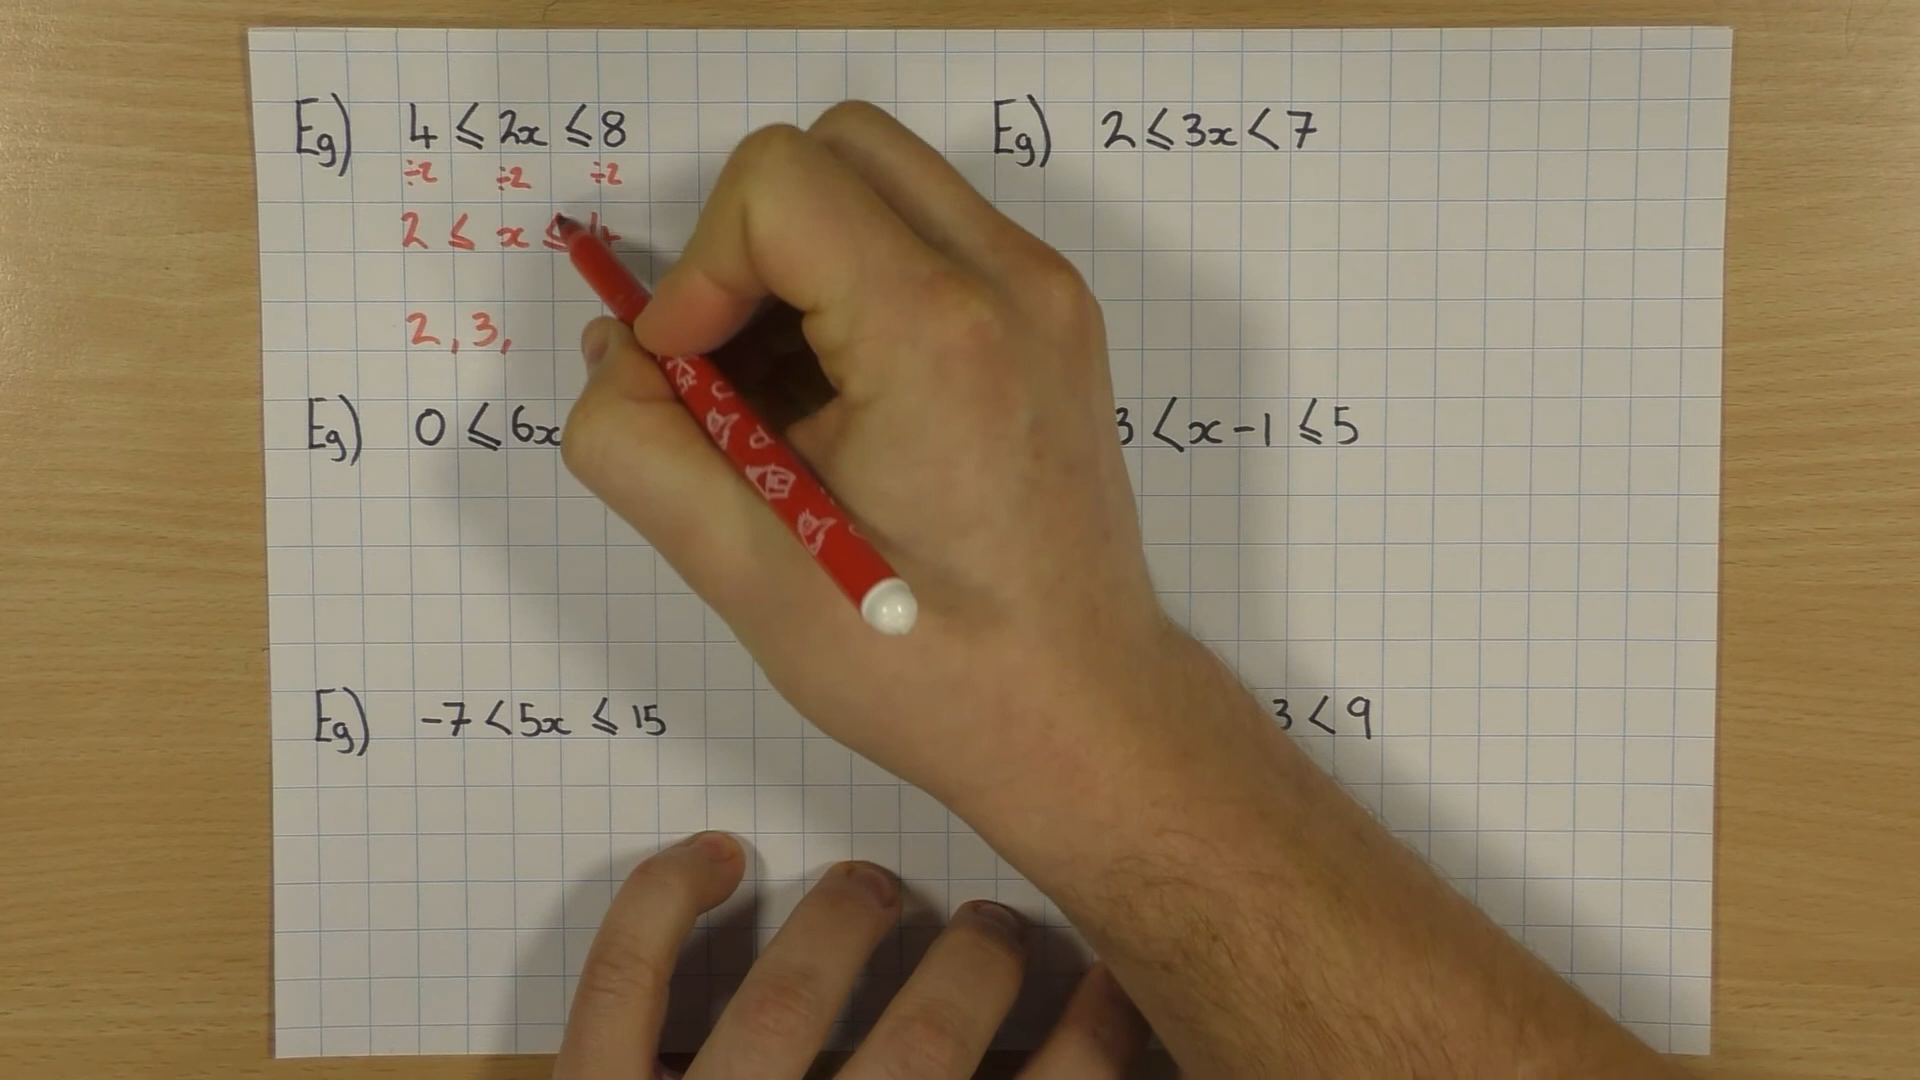 Eg) 4 ≤ 2x ≤ 8
÷2 ÷2 ÷2
2 ≤ x ≤ 4
2, 3,
Eg) 2 ≤ 3x < 7
Eg) 0 ≤ 6x
3 < x - 1 ≤ 5
Eg) -7 < 5x ≤ 15
3 < 9